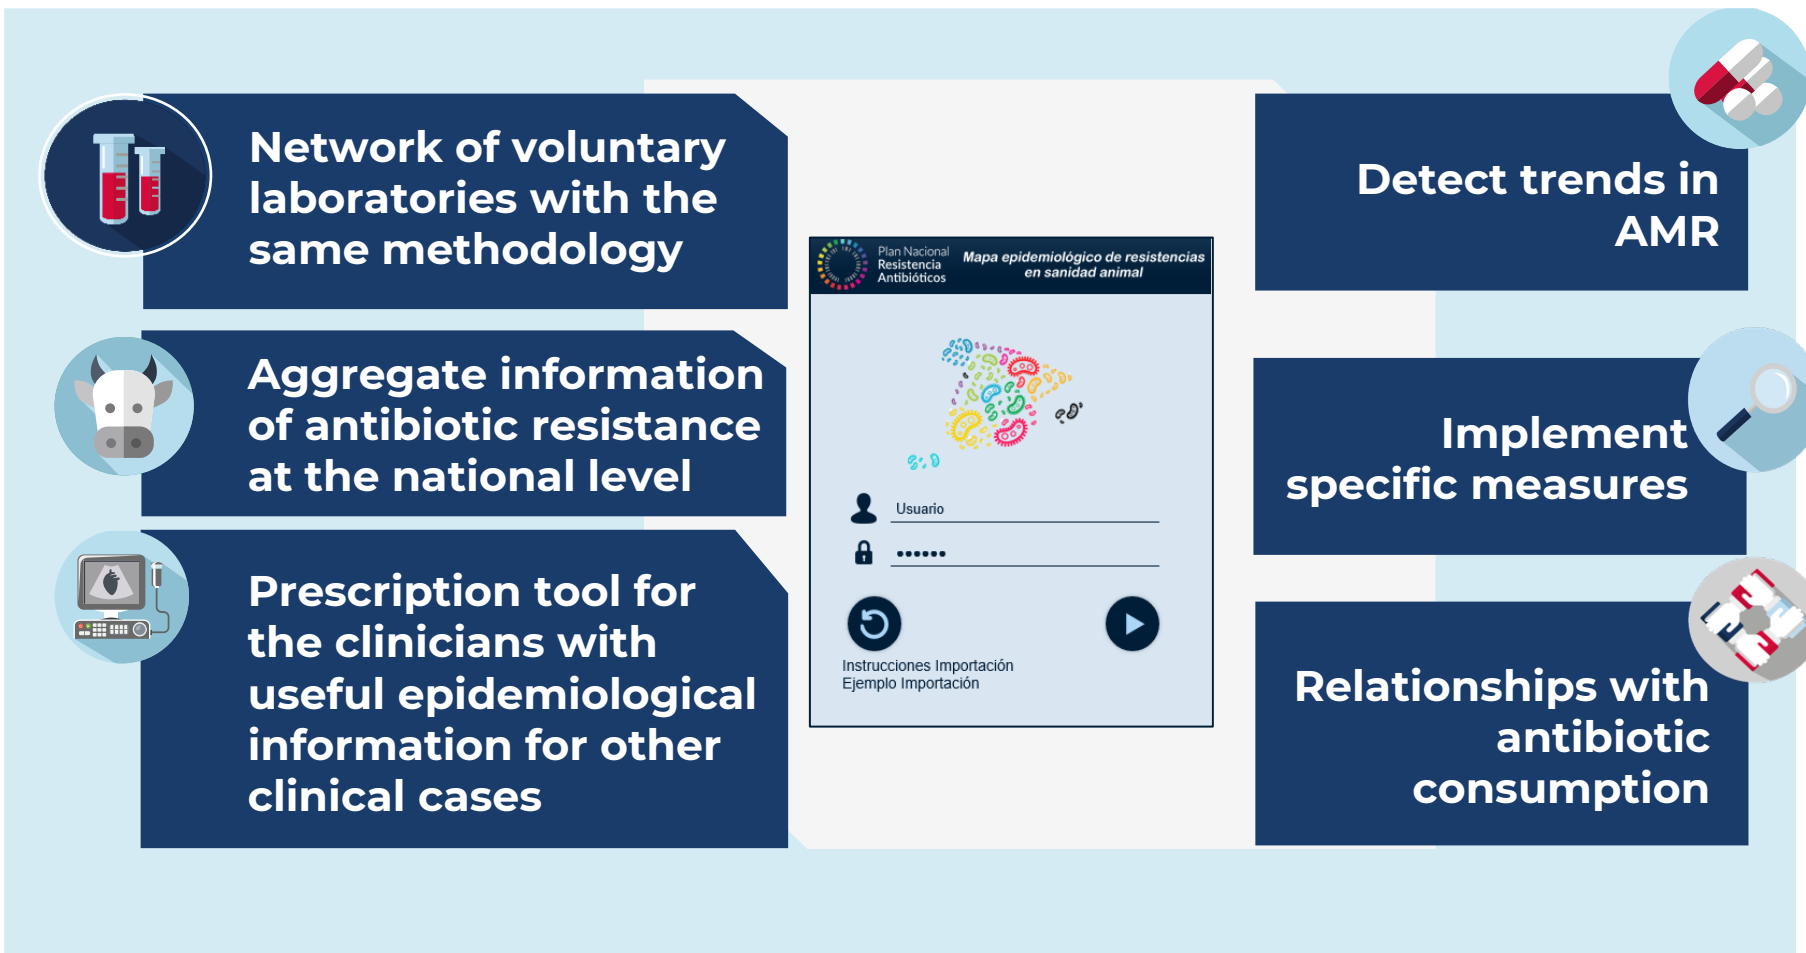 Network of voluntary
laboratories with the
same methodology
Aggregate information
of antibiotic resistance
at the national level
Prescription tool for
the clinicians with
useful epidemiological
information for other
clinical cases
Plan Nacional
Resistencia
Antibióticos
Mapa epidemiológico de resistencias
en sanidad animal
Usuario
••••••
Instrucciones Importación
Ejemplo Importación
Detect trends in
AMR
Implement
specific measures
Relationships with
antibiotic
consumption